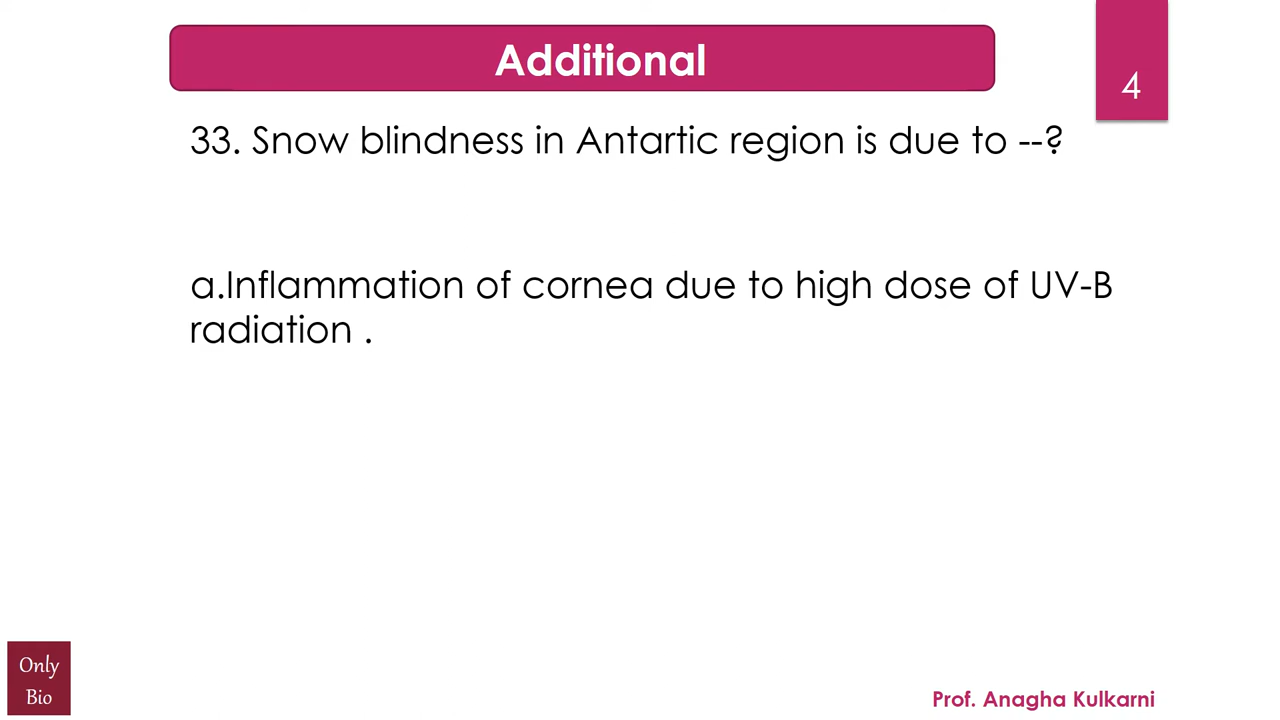 Additional
4
33. Snow blindness in Antartic region is due to --?
a.Inflammation of cornea due to high dose of UV-B
radiation .
Only
Bio
Prof. Anagha Kulkarni